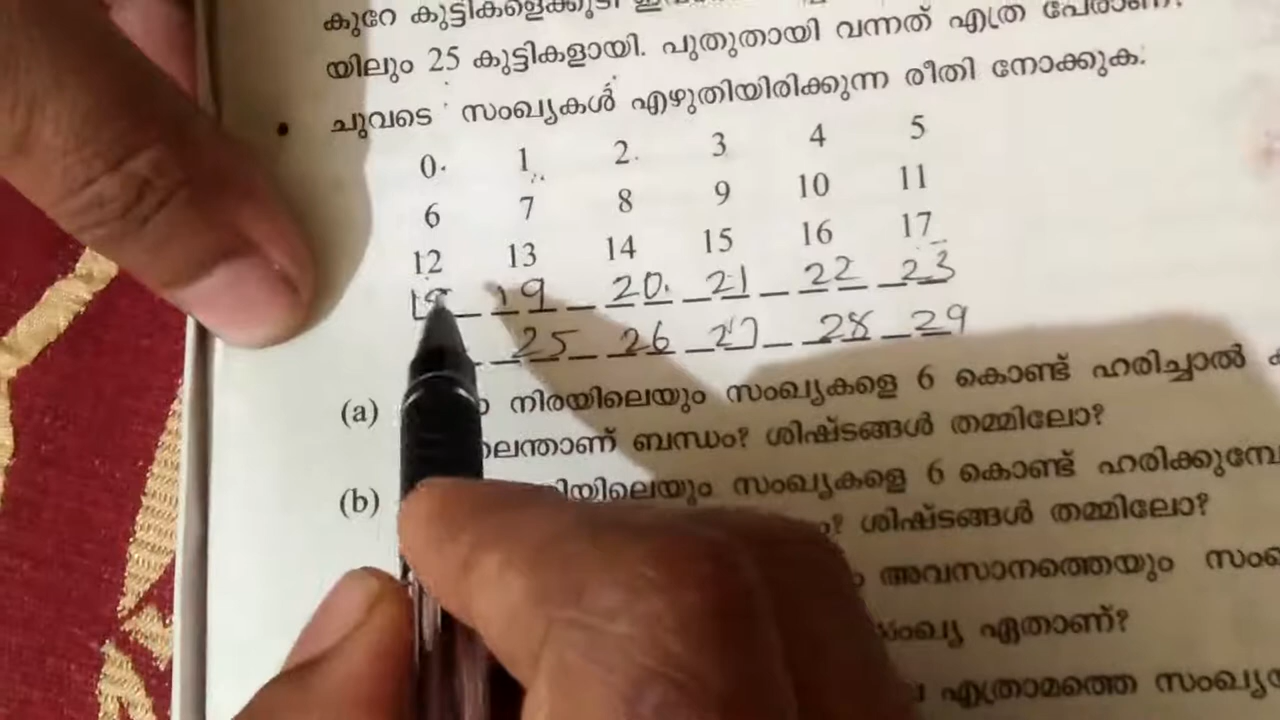 കുറേ കുട്ടികളെക്കൂടി
യിലും 25 കുട്ടികളായി. പുതുതായി വന്നത് എത്ര പേരാണ്?
• ചുവടെ സംഖ്യകൾ എഴുതിയിരിക്കുന്ന രീതി നോക്കുക:
0 1 2 3 4 5
6 7 8 9 10 11
12 13 14 15 16 17
18 19 20 21 22 23
25 26 27 28 29
(a) നിരയിലെയും സംഖ്യകളെ 6 കൊണ്ട് ഹരിച്ചാൽ
ബന്ധം? ശിഷ്ടങ്ങൾ തമ്മിലോ?
(b) സംഖ്യകളെ 6 കൊണ്ട്
ശിഷ്ടങ്ങൾ തമ്മിലോ?
അവസാനത്തെയും
ഏതാണ്?
എത്രാമത്തെ